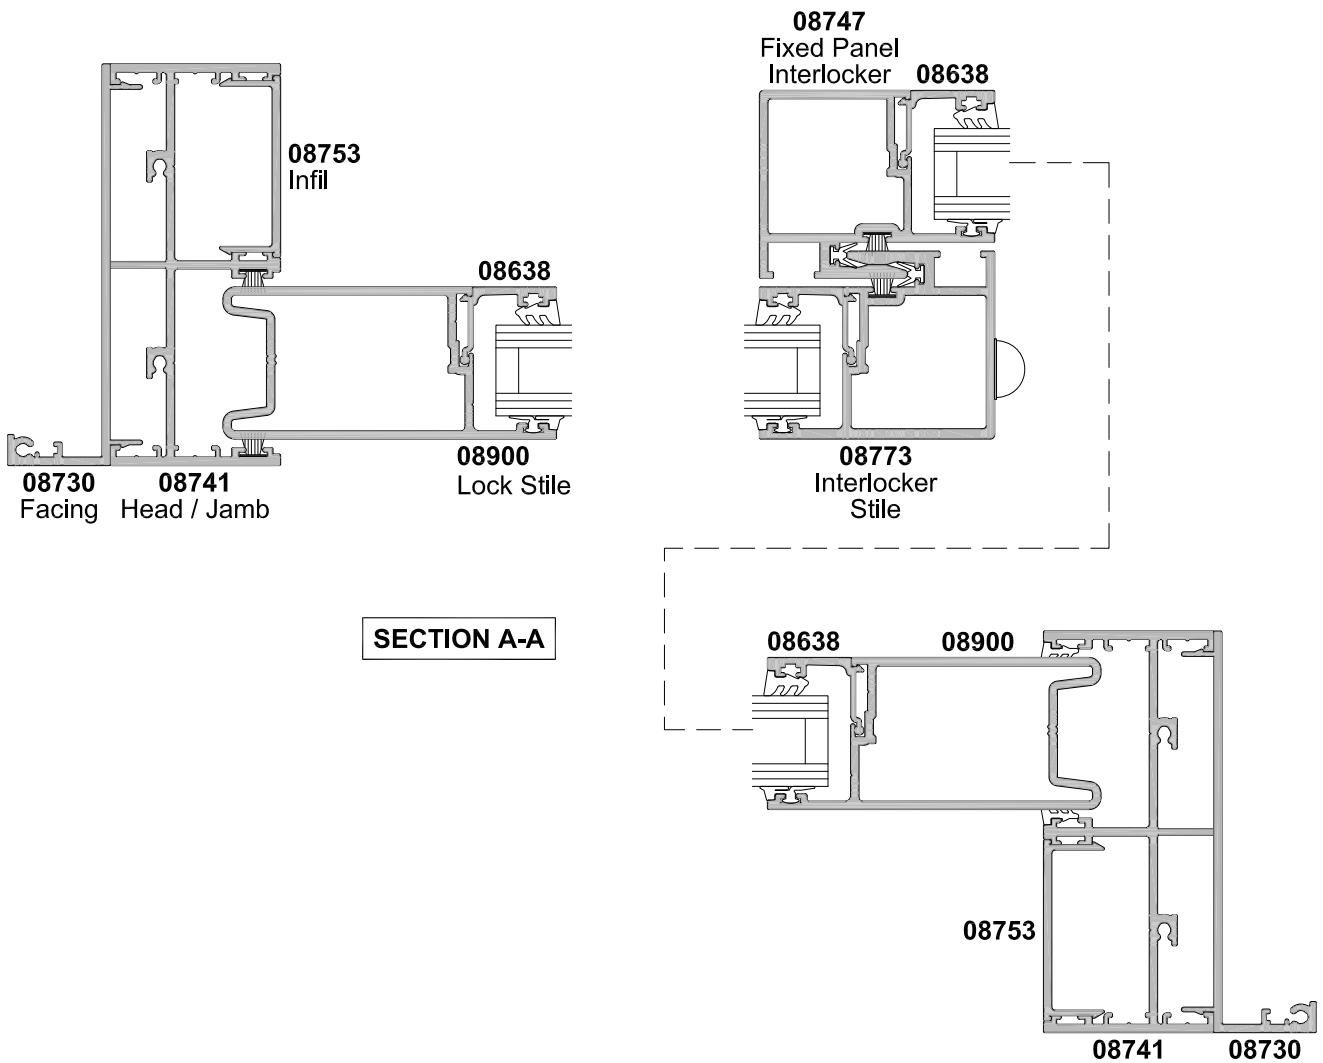 08747
Fixed Panel
Interlocker
08638
08753
Infil
08638
08730
Facing
08741
Head / Jamb
08900
Lock Stile
08773
Interlocker
Stile
SECTION A-A
08638
08900
08753
08741
08730